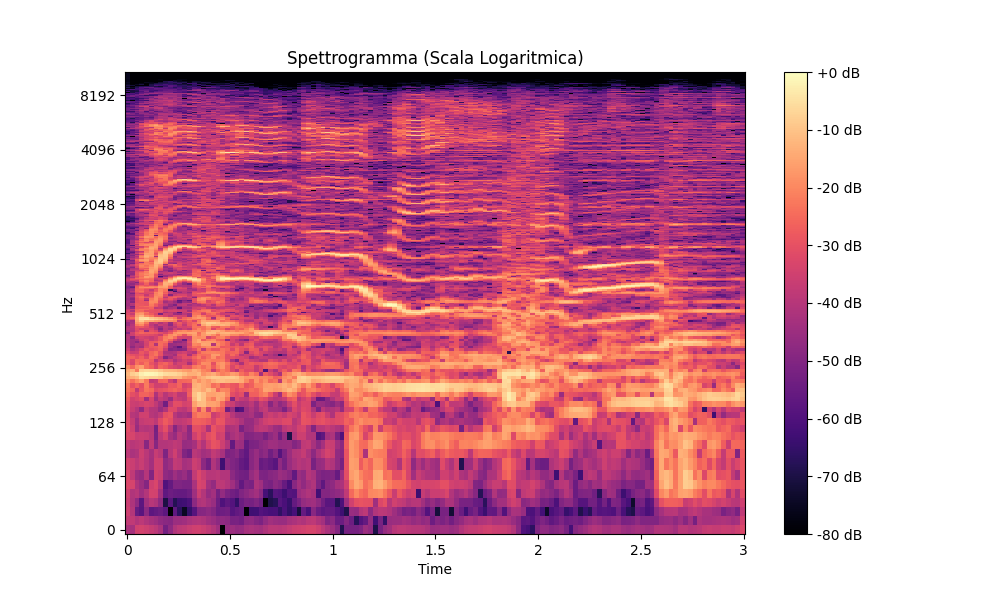 Spettrogramma (Scala Logaritmica)
Hz
8192
4096
2048
1024
512
256
128
64
0
0
0.5
1
1.5
2
2.5
3
Time
+0 dB
-10 dB
-20 dB
-30 dB
-40 dB
-50 dB
-60 dB
-70 dB
-80 dB